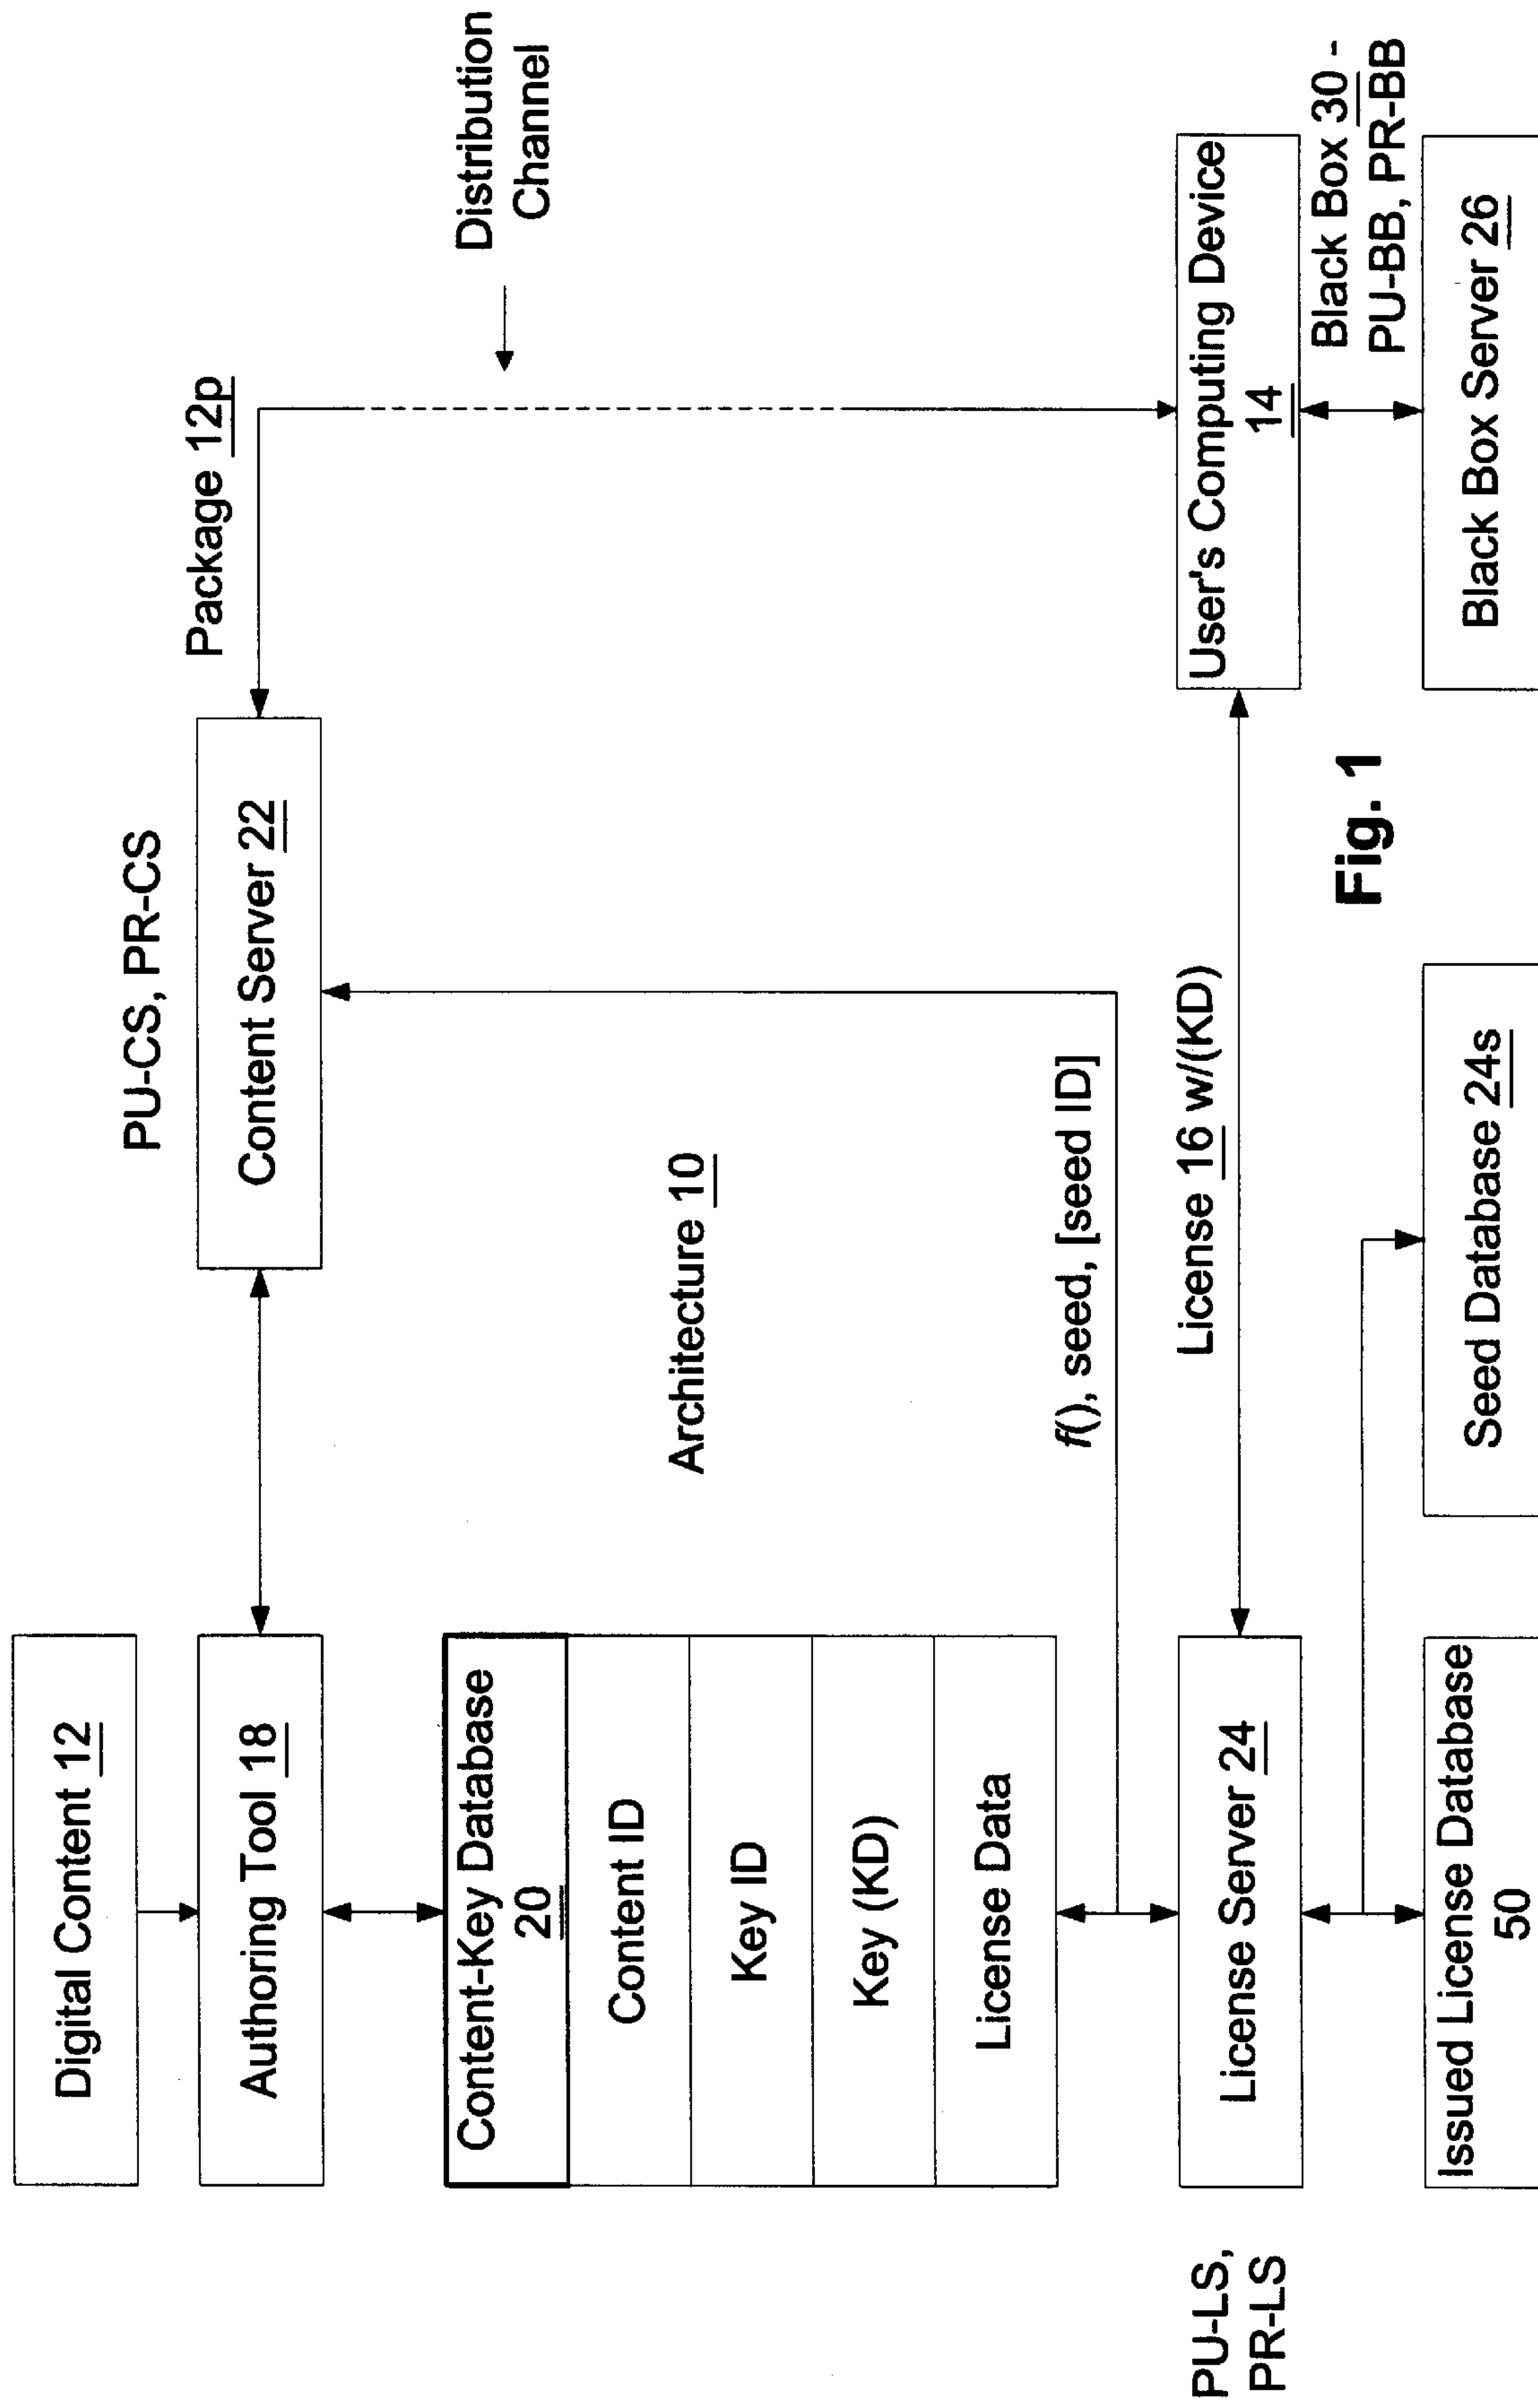 Digital Content 12
PU-CS, PR-CS
Authoring Tool 18
Content Server 22
Package 12p
Content-Key Database
20
Content ID
Key ID
Key (KD)
License Data
Distribution
Channel
Architecture 10
f(), seed, [seed ID]
PU-LS,
PR-LS
License Server 24
License 16 w/(KD)
User's Computing Device
14
Black Box 30 -
PU-BB, PR-BB
Issued License Database
50
Seed Database 24s
Black Box Server 26
Fig. 1